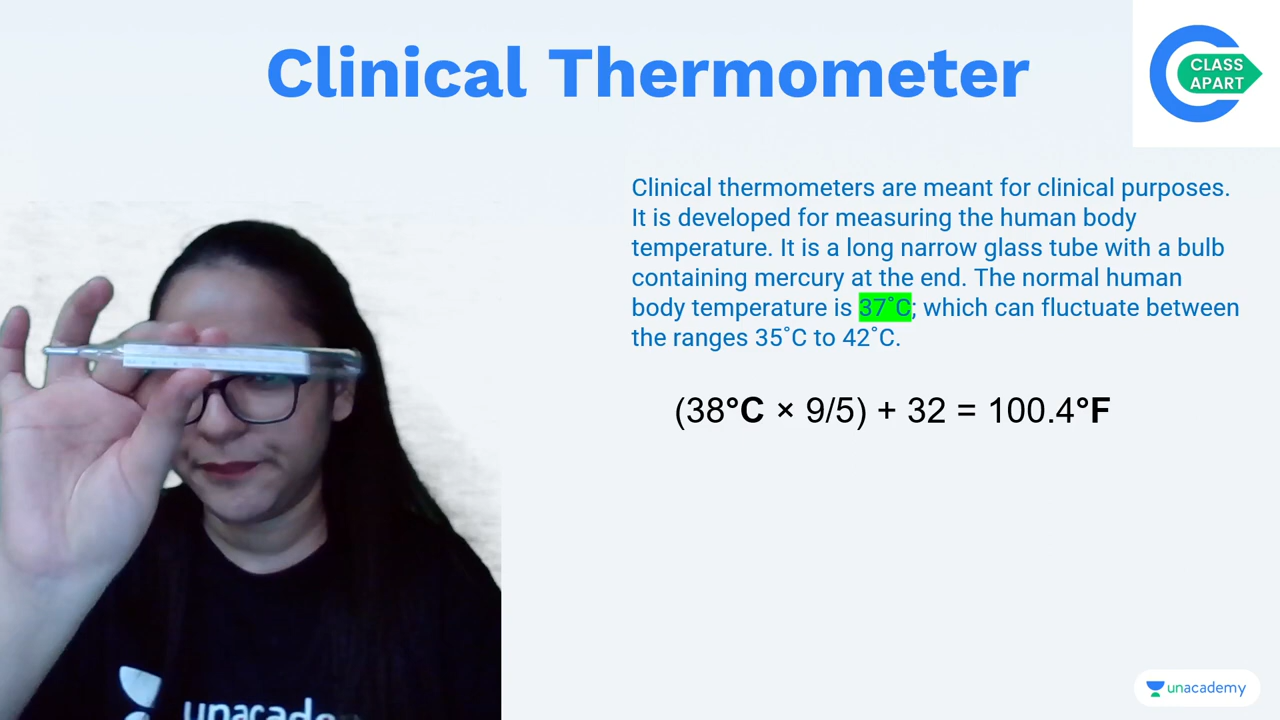 Clinical Thermometer
CLASS
APART
Clinical thermometers are meant for clinical purposes.
It is developed for measuring the human body
temperature. It is a long narrow glass tube with a bulb
containing mercury at the end. The normal human
body temperature is 37˚C; which can fluctuate between
the ranges 35˚C to 42˚C.
(38°C × 9/5) + 32 = 100.4°F
unacademy
unacade